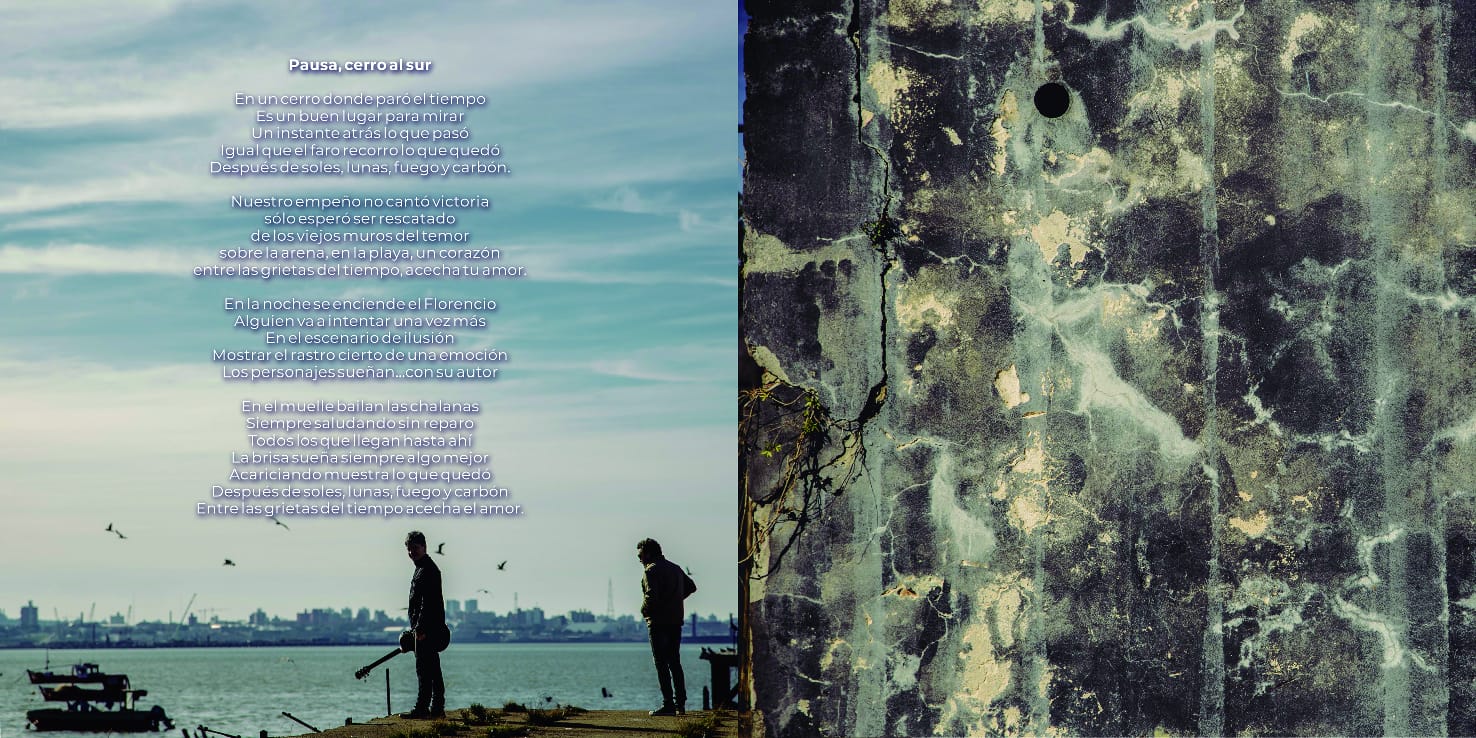 Pausa, cerro al sur
En un cerro donde paró el tiempo
Es un buen lugar para mirar
Un instante atrás lo que pasó
Igual que el faro recorro lo que quedó
Después de soles, lunas, fuego y carbón.
Nuestro empeño no cantó victoria
sólo esperó ser rescatado
de los viejos muros del temor
sobre la arena, en la playa, un corazón
entre las grietas del tiempo, acecha tu amor.
En la noche se enciende el Florencio
Alguien va a intentar una vez más
En el escenario de ilusión
Mostrar el rastro cierto de una emoción
Los personajes sueñan...con su autor
En el muelle bailan las chalanas
Siempre saludando sin reparo
Todos los que llegan hasta ahí
La brisa sueña siempre algo mejor
Acariciando muestra lo que quedó
Después de soles, lunas, fuego y carbón
Entre las grietas del tiempo acecha el amor.